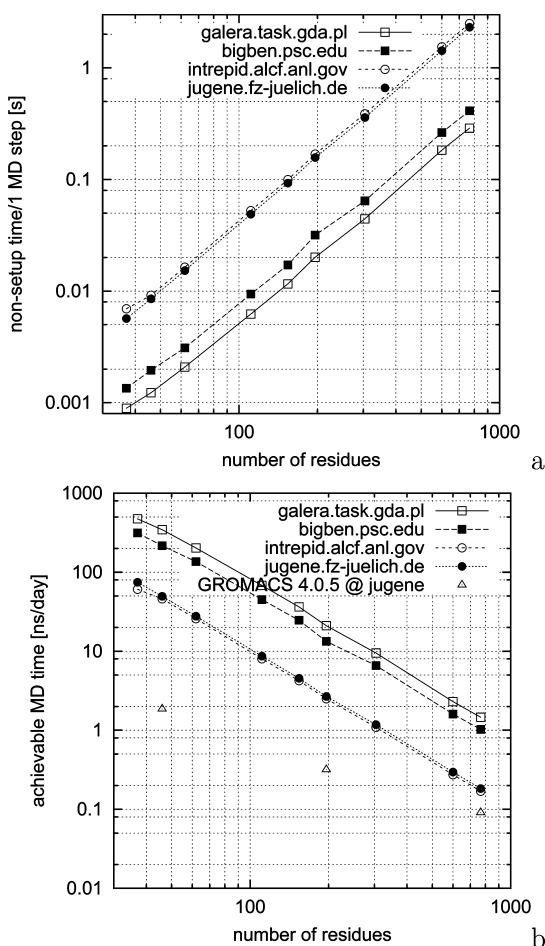 galera.task.gda.pl
bigben.psc.edu
intrepid.alcf.anl.gov
jugene.fz-juelich.de
non-setup time/1 MD step [s]
1
0.1
0.01
0.001
100
1000
number of residues
a
galera.task.gda.pl
bigben.psc.edu
intrepid.alcf.anl.gov
jugene.fz-juelich.de
GROMACS 4.0.5 @ jugene
achievable MD time [ns/day]
1000
100
10
1
0.1
0.01
100
1000
number of residues
b